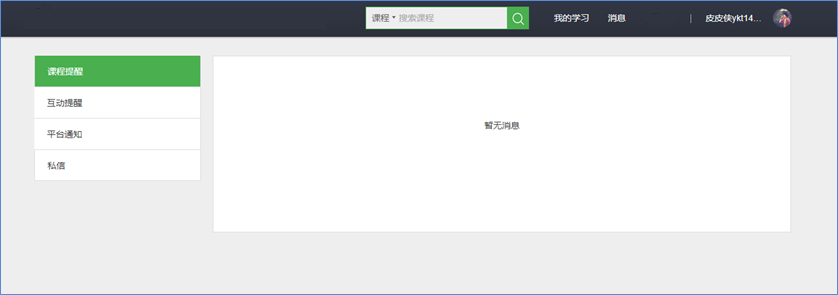 课程 搜索课程 我的学习 消息 | 皮皮侠ykt14...
课程提醒
互动提醒
平台通知
私信
暂无消息